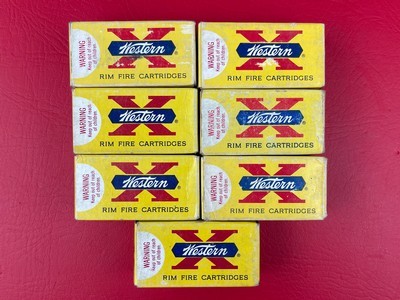 WARNING
Keep out of reach
of children.
X
Western
RIM FIRE CARTRIDGES
WARNING
Keep out of reach
of children.
X
Western
RIM FIRE CARTRIDGES
WARNING
Keep out of reach
of children.
X
Western
RIM FIRE CARTRIDGES
WARNING
Keep out of reach
of children.
X
Western
RIM FIRE CARTRIDGES
WARNING
Keep out of reach
of children.
X
Western
RIM FIRE CARTRIDGES
WARNING
Keep out of reach
of children.
X
Western
RIM FIRE CARTRIDGES
WARNING
Keep out of reach
of children.
X
Western
RIM FIRE CARTRIDGES